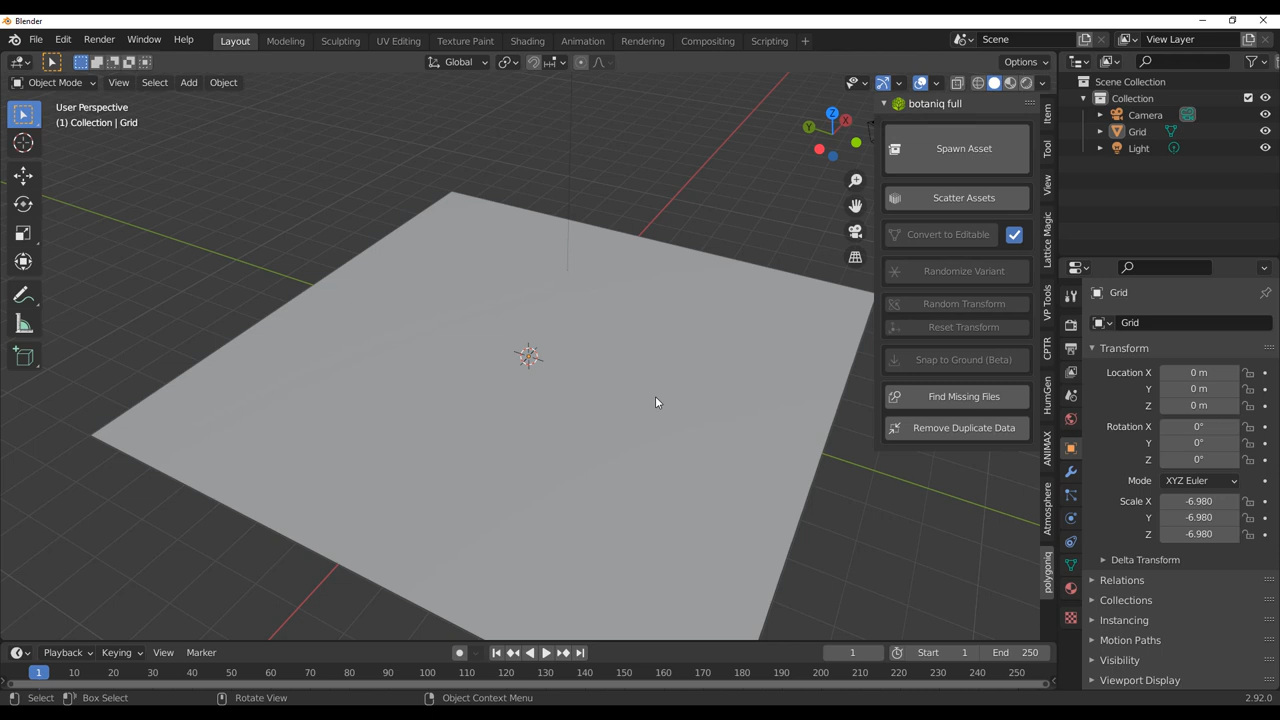 Blender
File Edit Render Window Help Layout Modeling Sculpting UV Editing Texture Paint Shading Animation Rendering Compositing Scripting + Scene View Layer
Global Options
Object Mode View Select Add Object
User Perspective
(1) Collection | Grid
X
Y
Z
botaniq full
Spawn Asset
Scatter Assets
Convert to Editable
Randomize Variant
Random Transform
Reset Transform
Snap to Ground (Beta)
Find Missing Files
Remove Duplicate Data
Item
Tool
View
Lattice Magic
VP Tools
CPTR
HumGen
ANIMAX
Atmosphere
polygoniq
Scene Collection
Collection
Camera
Grid
Light
Grid
Grid
Transform
Location X 0 m
Y 0 m
Z 0 m
Rotation X 0°
Y 0°
Z 0°
Mode XYZ Euler
Scale X -6.980
Y -6.980
Z -6.980
Delta Transform
Relations
Collections
Instancing
Motion Paths
Visibility
Viewport Display
Playback Keying View Marker 1 Start 1 End 250
1 10 20 30 40 50 60 70 80 90 100 110 120 130 140 150 160 170 180 190 200 210 220 230 240 250
Select Box Select Rotate View Object Context Menu 2.92.0